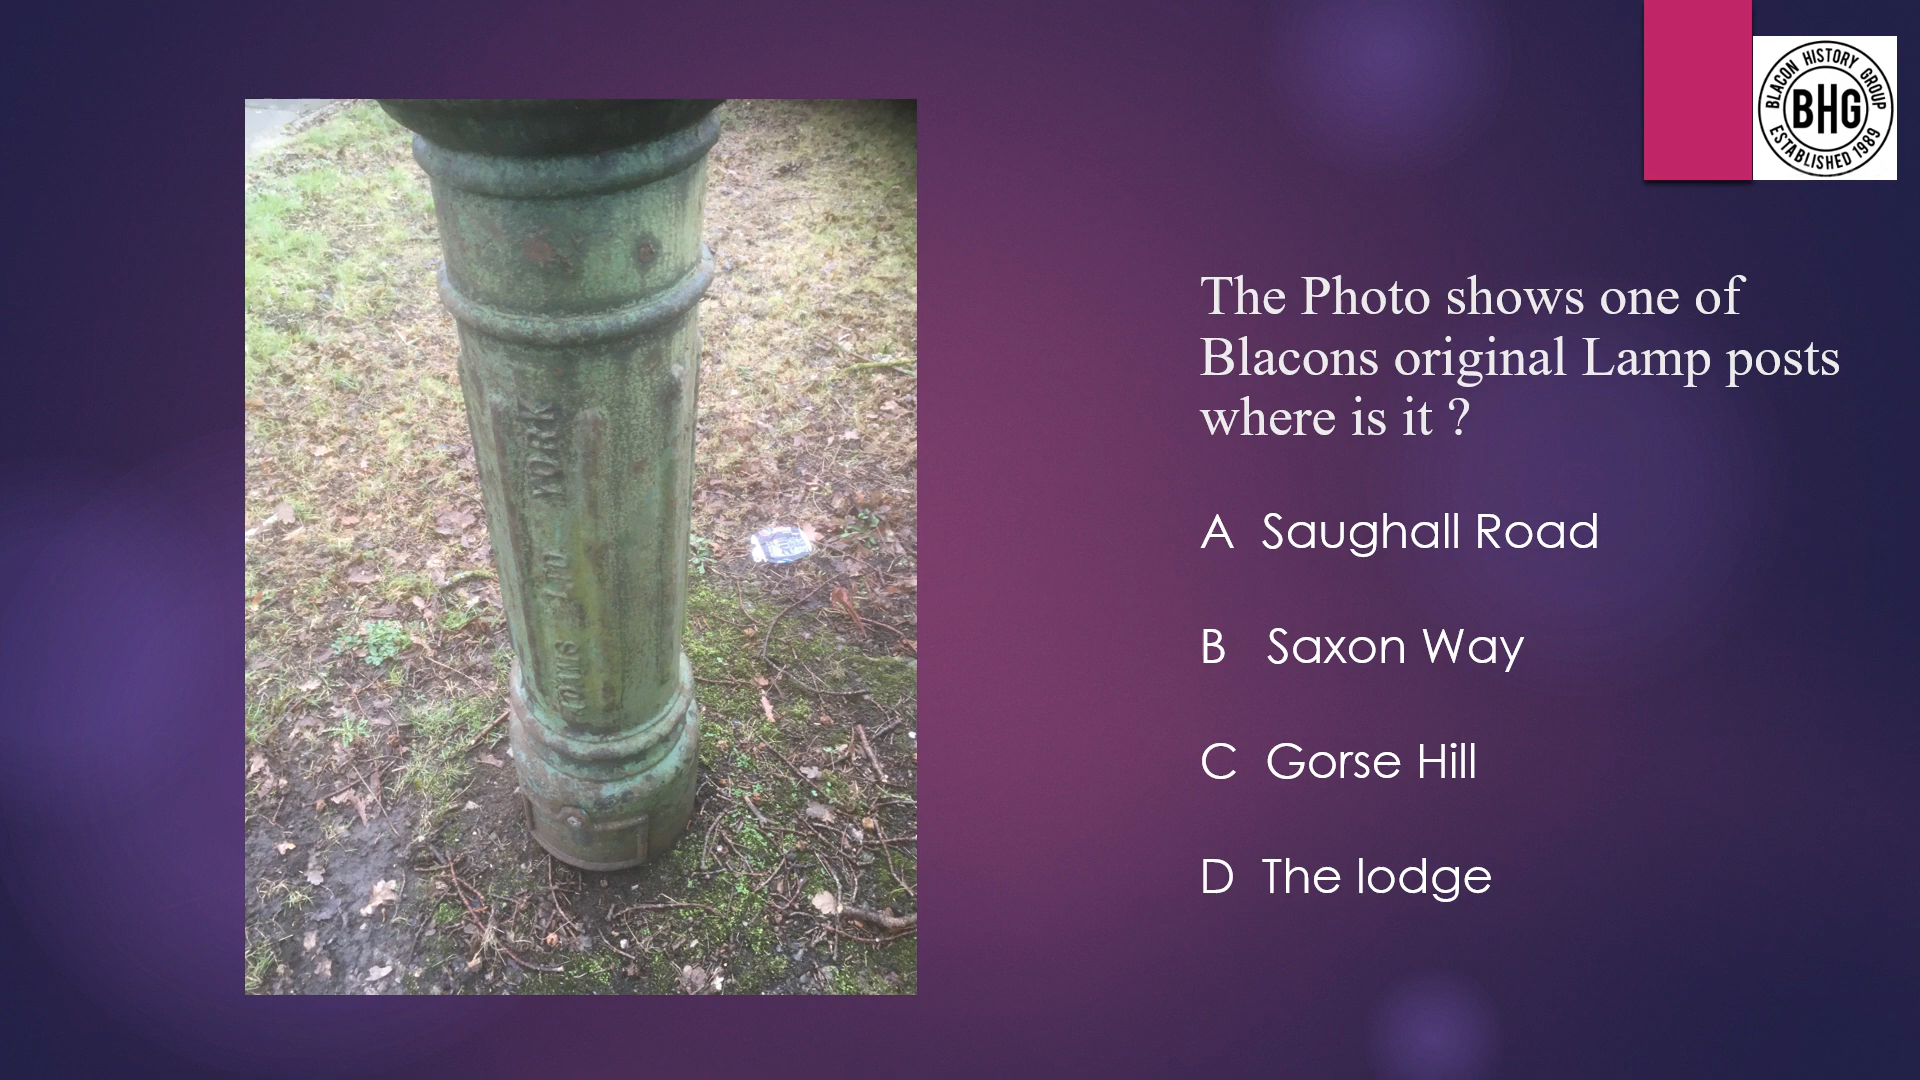 BLACON HISTORY GROUP
BHG
ESTABLISHED 1989
The Photo shows one of
Blacons original Lamp posts
where is it ?
A Saughall Road
B Saxon Way
C Gorse Hill
D The lodge
LTD YORK